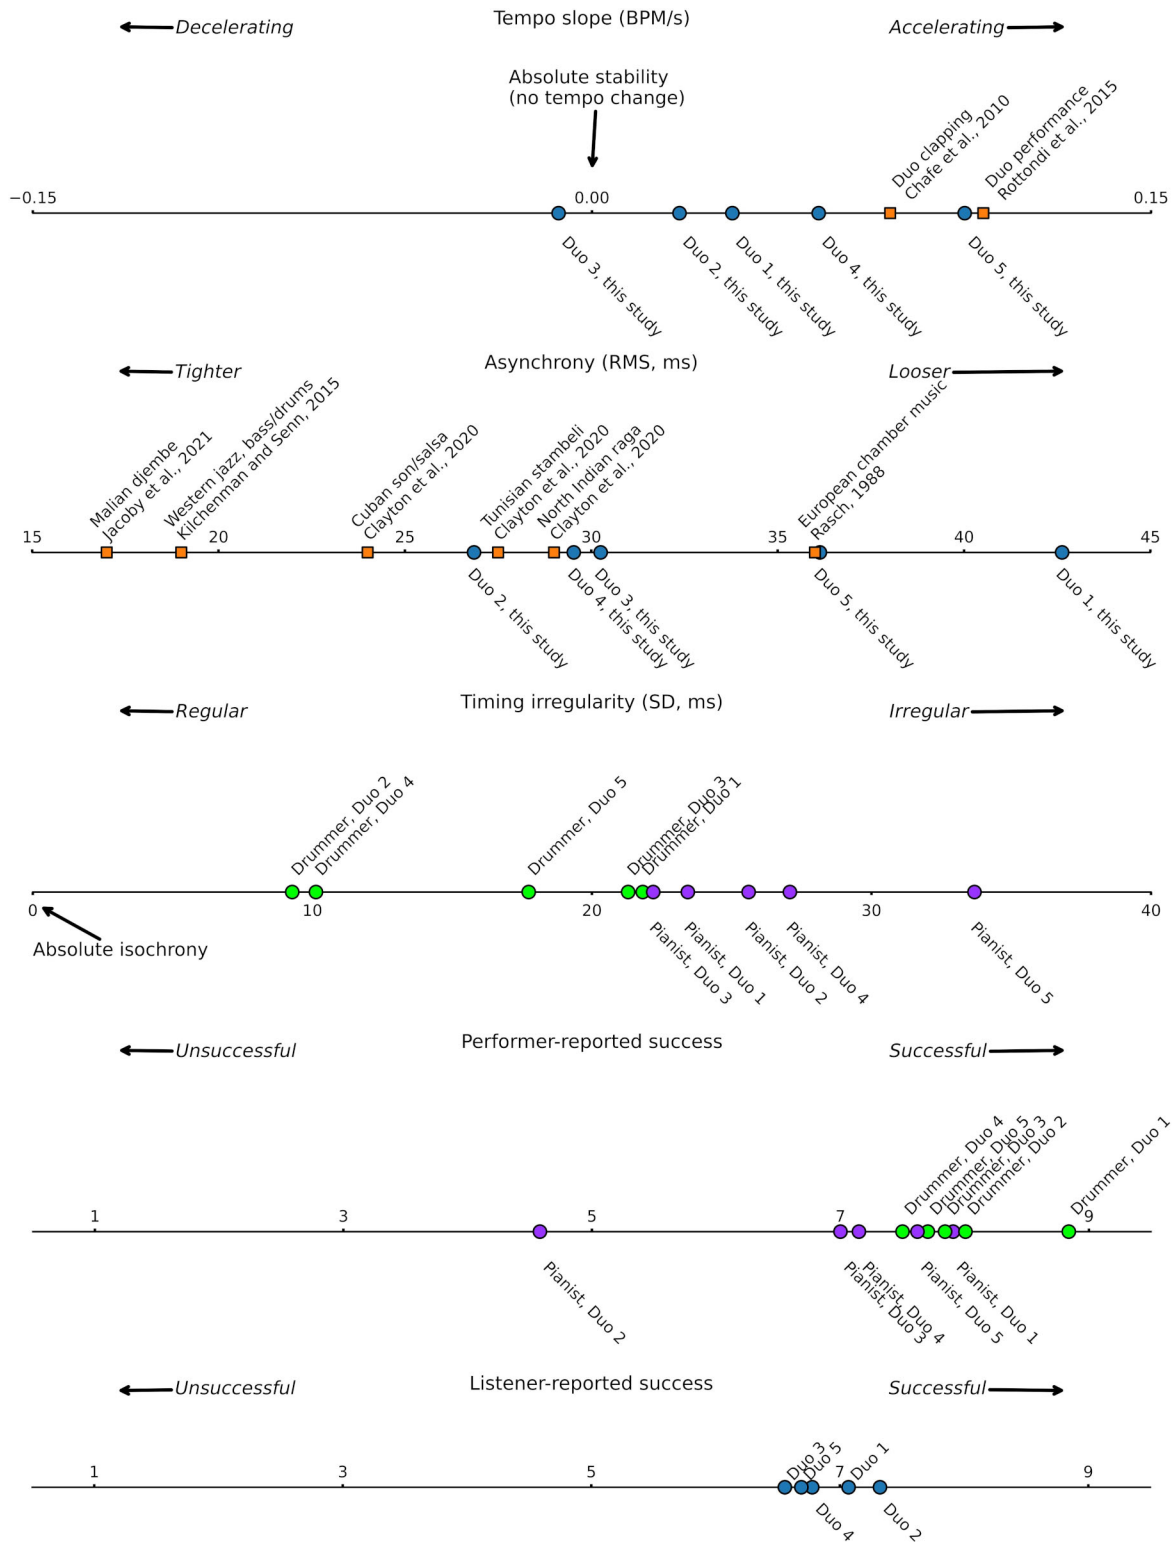 Tempo slope (BPM/s)
Decelerating
Accelerating
Absolute stability
(no tempo change)
Duo clapping
Chafe et al., 2010
Duo performance
Rottondi et al., 2015
−0.15
0.00
0.15
Duo 3, this study
Duo 2, this study
Duo 1, this study
Duo 4, this study
Duo 5, this study
Asynchrony (RMS, ms)
Tighter
Looser
Malian djembe
Jacoby et al., 2021
Western jazz, bass/drums
Kilchenman and Senn, 2015
Cuban son/salsa
Clayton et al., 2020
Tunisian stambeli
Clayton et al., 2020
North Indian raga
Clayton et al., 2020
European chamber music
Rasch, 1988
15
20
25
30
35
40
45
Duo 2, this study
Duo 4, this study
Duo 3, this study
Duo 5, this study
Duo 1, this study
Timing irregularity (SD, ms)
Regular
Irregular
Drummer, Duo 2
Drummer, Duo 4
Drummer, Duo 5
Drummer, Duo 3
Drummer, Duo 1
0
10
20
30
40
Absolute isochrony
Pianist, Duo 3
Pianist, Duo 1
Pianist, Duo 2
Pianist, Duo 4
Pianist, Duo 5
Performer-reported success
Unsuccessful
Successful
Drummer, Duo 4
Drummer, Duo 5
Drummer, Duo 3
Drummer, Duo 2
Drummer, Duo 1
1
3
5
7
9
Pianist, Duo 2
Pianist, Duo 3
Pianist, Duo 4
Pianist, Duo 5
Pianist, Duo 1
Listener-reported success
Unsuccessful
Successful
Duo 3
Duo 5
Duo 1
1
3
5
7
9
Duo 4
Duo 2